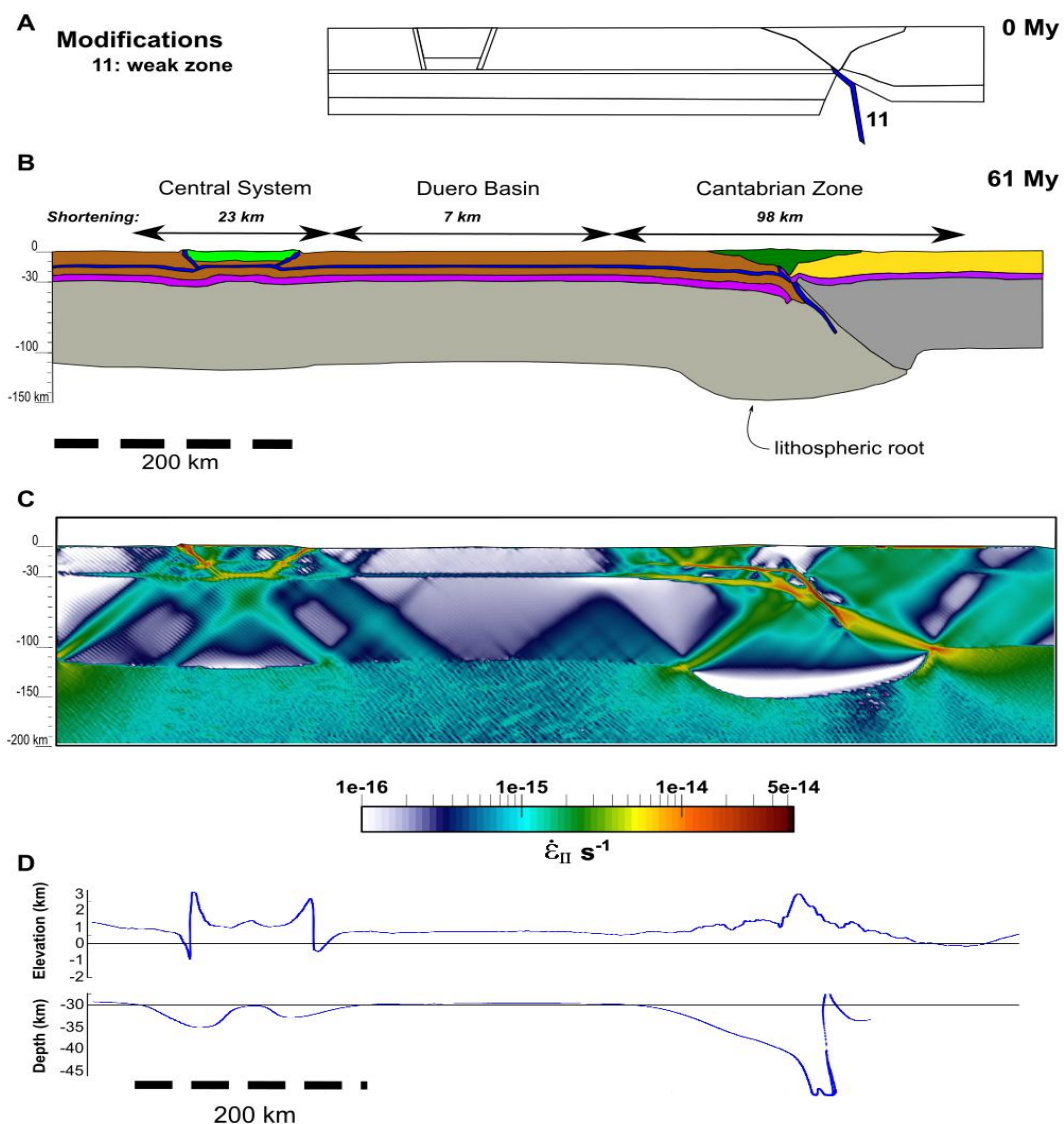 A
Modifications
11: weak zone
0 My
11
B
61 My
Central System
Duero Basin
Cantabrian Zone
Shortening:
23 km
7 km
98 km
0
-30
-100
-150 km
200 km
lithospheric root
C
0
-30
-100
-150
-200 km
1e-16
1e-15
1e-14
5e-14
ε̇II s-1
D
Elevation (km)
3
2
1
0
-1
-2
Depth (km)
-30
-35
-40
-45
200 km